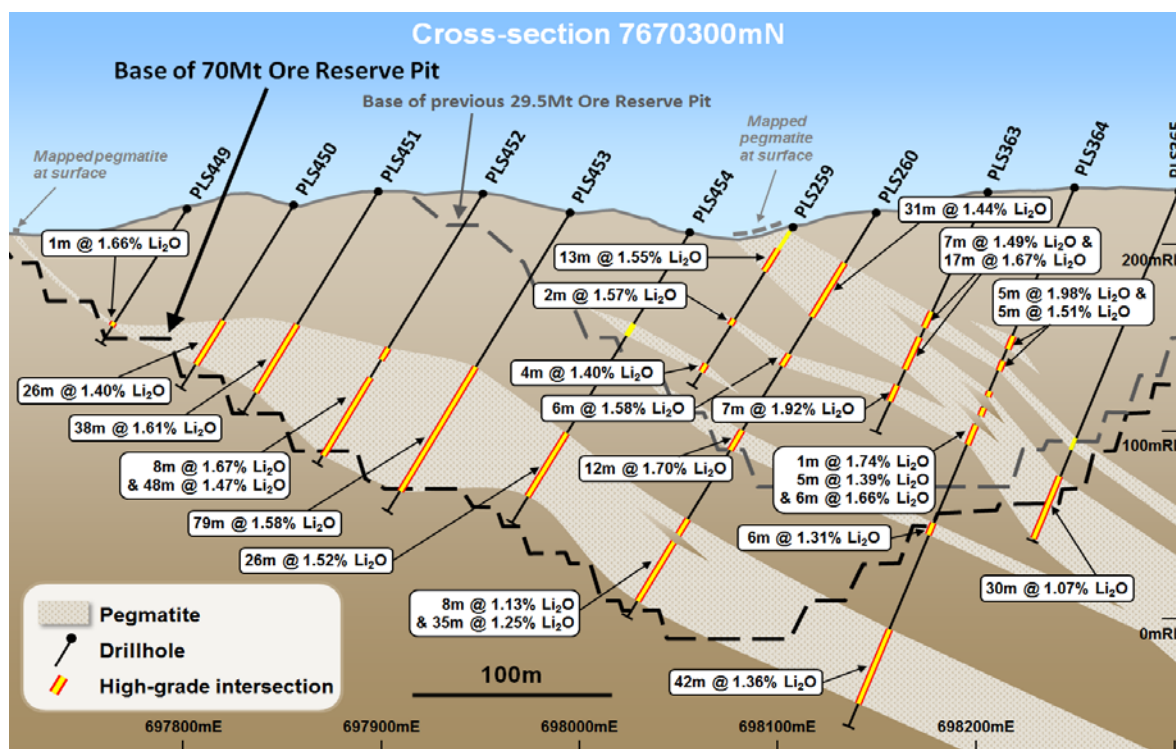 Cross-section 7670300mN
Base of 70Mt Ore Reserve Pit
Base of previous 29.5Mt Ore Reserve Pit
Mapped pegmatite
at surface
PLS449
PLS450
PLS451
PLS452
PLS453
PLS454
Mapped
pegmatite
at surface
PLS259
PLS260
PLS363
PLS364
PLS365
1m @ 1.66% Li₂O
26m @ 1.40% Li₂O
38m @ 1.61% Li₂O
8m @ 1.67% Li₂O
& 48m @ 1.47% Li₂O
79m @ 1.58% Li₂O
26m @ 1.52% Li₂O
8m @ 1.13% Li₂O
& 35m @ 1.25% Li₂O
13m @ 1.55% Li₂O
2m @ 1.57% Li₂O
4m @ 1.40% Li₂O
6m @ 1.58% Li₂O
12m @ 1.70% Li₂O
31m @ 1.44% Li₂O
7m @ 1.49% Li₂O &
17m @ 1.67% Li₂O
7m @ 1.92% Li₂O
5m @ 1.98% Li₂O &
5m @ 1.51% Li₂O
1m @ 1.74% Li₂O
5m @ 1.39% Li₂O
& 6m @ 1.66% Li₂O
6m @ 1.31% Li₂O
30m @ 1.07% Li₂O
42m @ 1.36% Li₂O
200mRL
100mRL
0mRL
Pegmatite
Drillhole
High-grade intersection
100m
697800mE
697900mE
698000mE
698100mE
698200mE